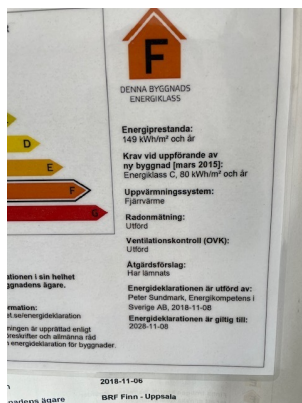 F
DENNA BYGGNADS
ENERGIKLASS
Energiprestanda:
149 kWh/m² och år
Krav vid uppförande av
ny byggnad [mars 2015]:
Energiklass C, 80 kWh/m² och år
Uppvärmningssystem:
Fjärrvärme
Radonmätning:
Utförd
Ventilationskontroll (OVK):
Utförd
Åtgärdsförslag:
Har lämnats
Energideklarationen är utförd av:
Peter Sundmark, Energikompetens i
Sverige AB, 2018-11-08
Energideklarationen är giltig till:
2028-11-08
D
E
F
G
ationen i sin helhet
ggnadens ägare.
rmation:
et.se/energideklaration
ningen är upprättad enligt
öreskrifter och allmänna råd
energideklaration för byggnader.
2018-11-06
nadens ägare BRF Finn - Uppsala